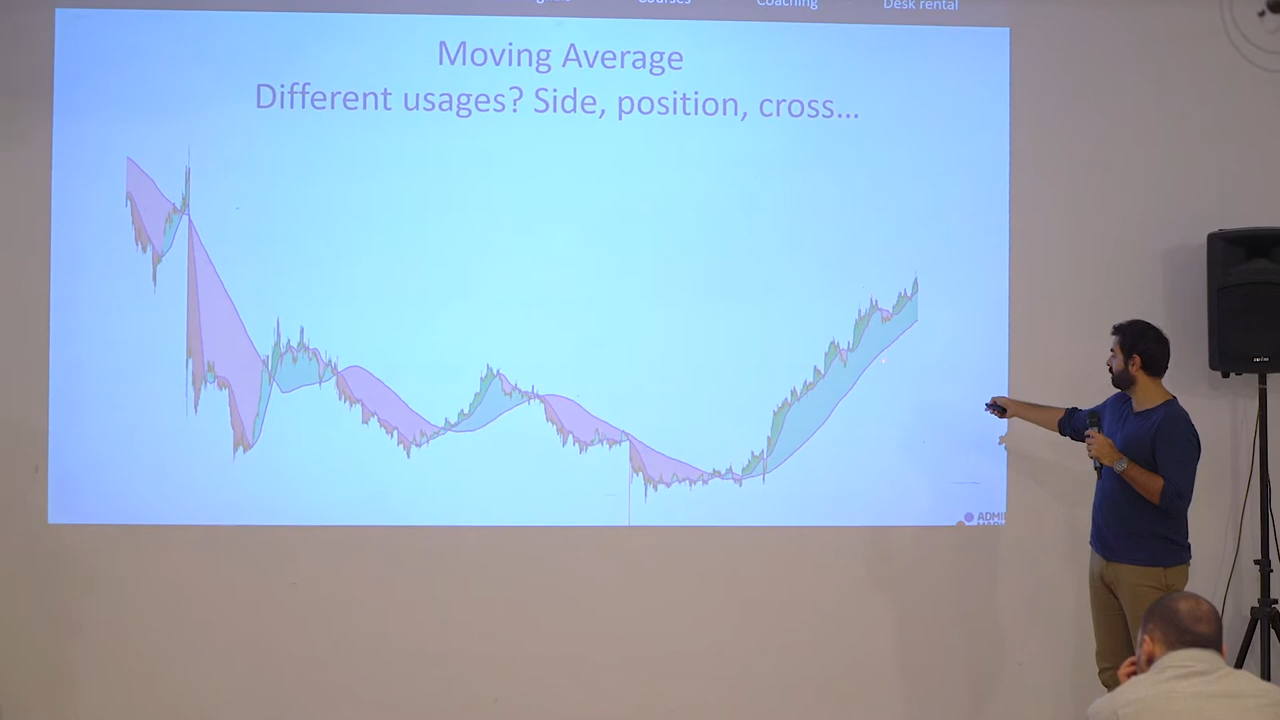 Courses
Coaching
Desk rental
Moving Average
Different usages? Side, position, cross...